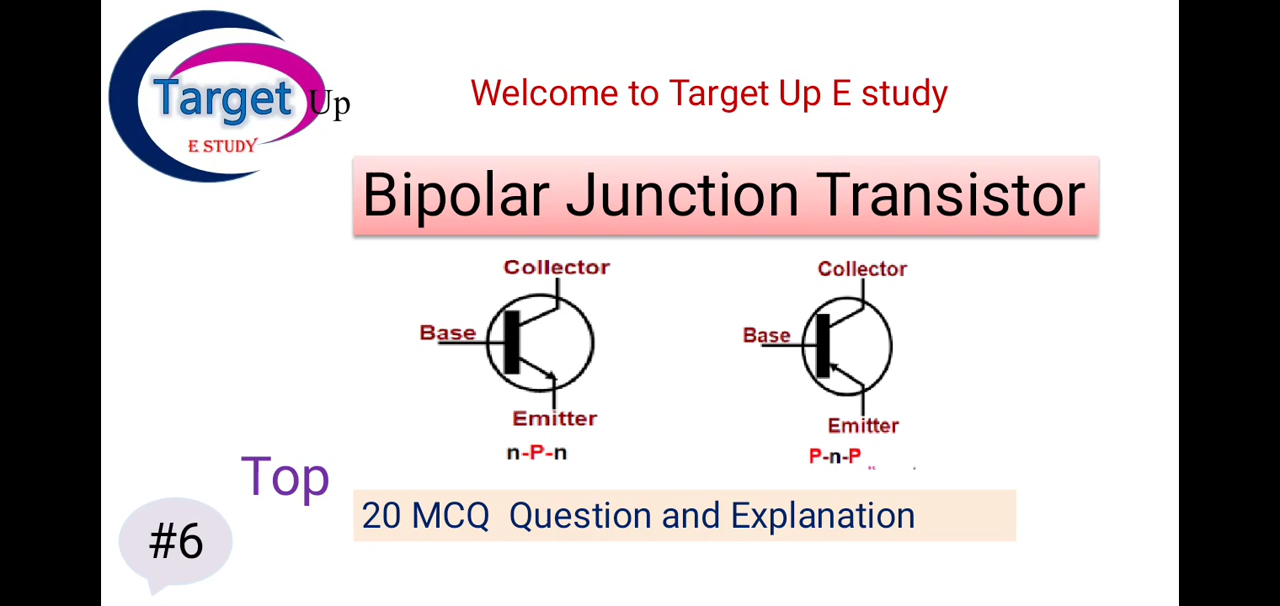 Target Up
E STUDY
Welcome to Target Up E study
Bipolar Junction Transistor
Collector
Base
Emitter
n-P-n
Collector
Base
Emitter
P-n-P
Top
20 MCQ Question and Explanation
#6